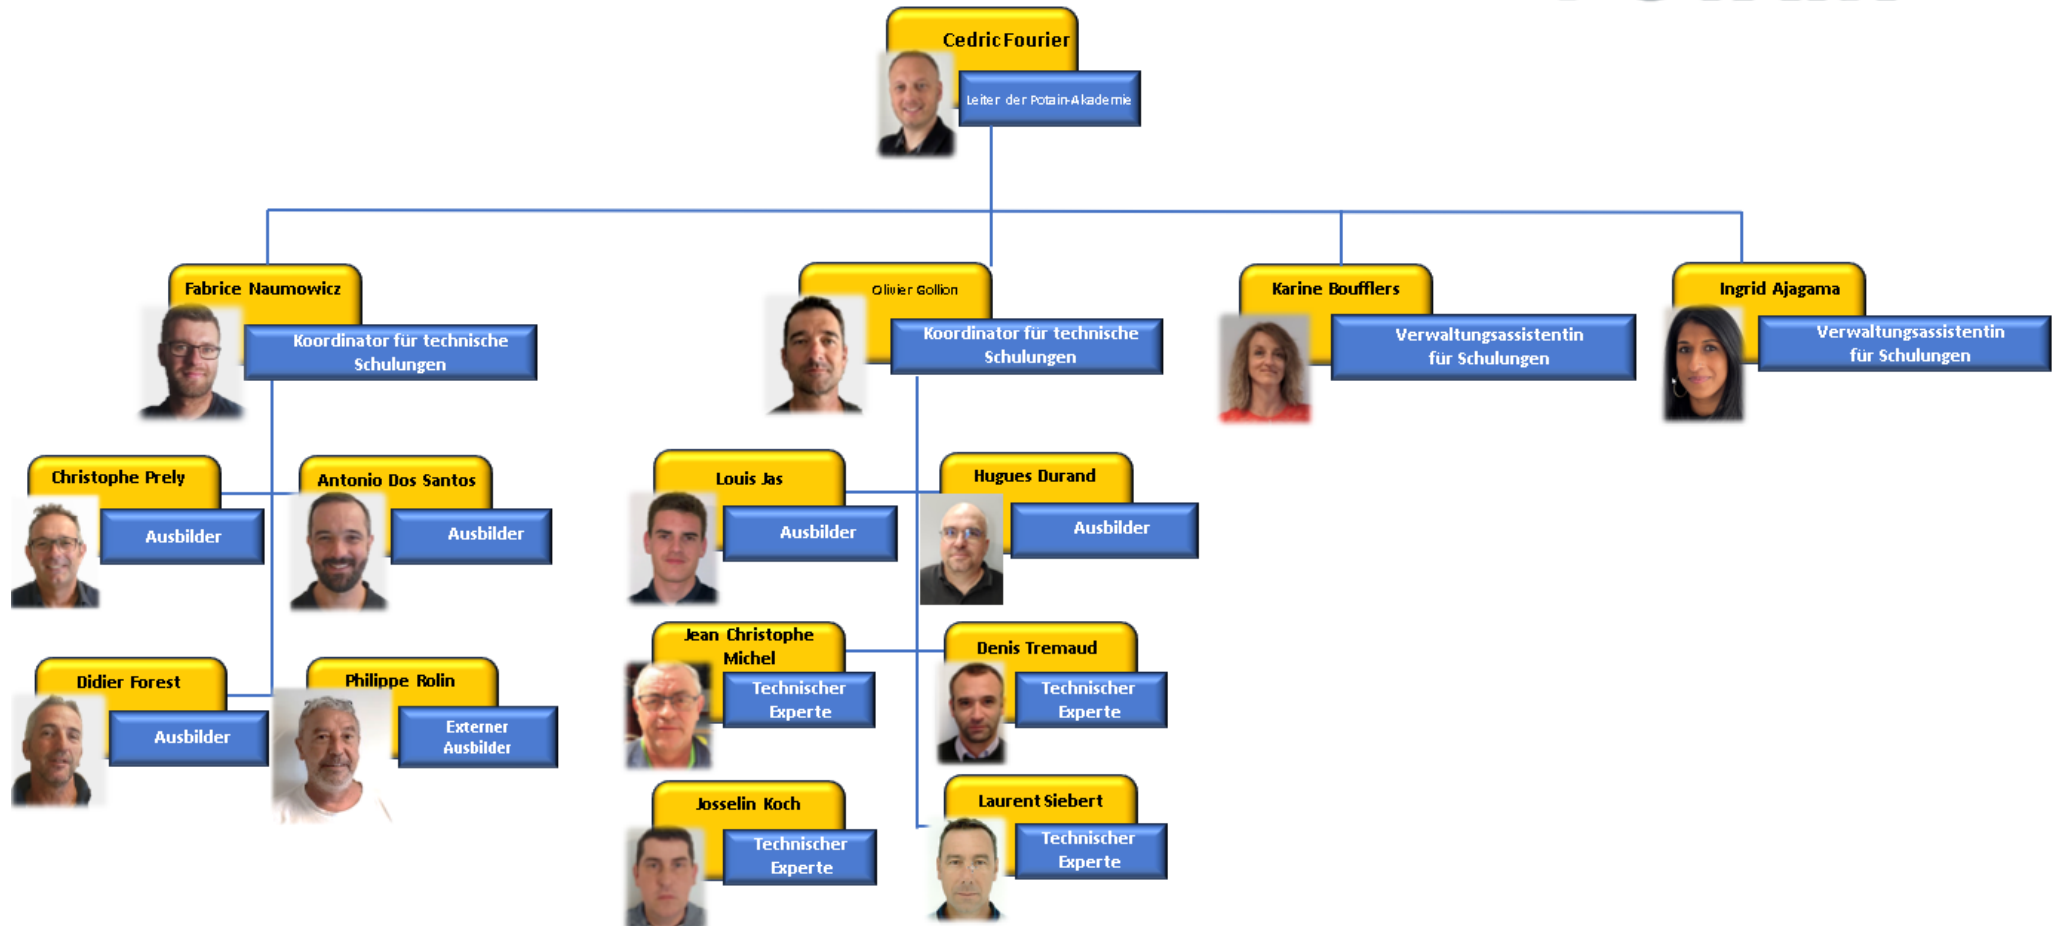 Cedric Fourier
Leiter der Potain-Akademie
Fabrice Naumowicz
Koordinator für technische
Schulungen
Olivier Gollion
Koordinator für technische
Schulungen
Karine Boufflers
Verwaltungsassistentin
für Schulungen
Ingrid Ajagama
Verwaltungsassistentin
für Schulungen
Christophe Prely
Ausbilder
Antonio Dos Santos
Ausbilder
Louis Jas
Ausbilder
Hugues Durand
Ausbilder
Didier Forest
Ausbilder
Philippe Rolin
Externer
Ausbilder
Jean Christophe
Michel
Technischer
Experte
Denis Tremaud
Technischer
Experte
Josselin Koch
Technischer
Experte
Laurent Siebert
Technischer
Experte